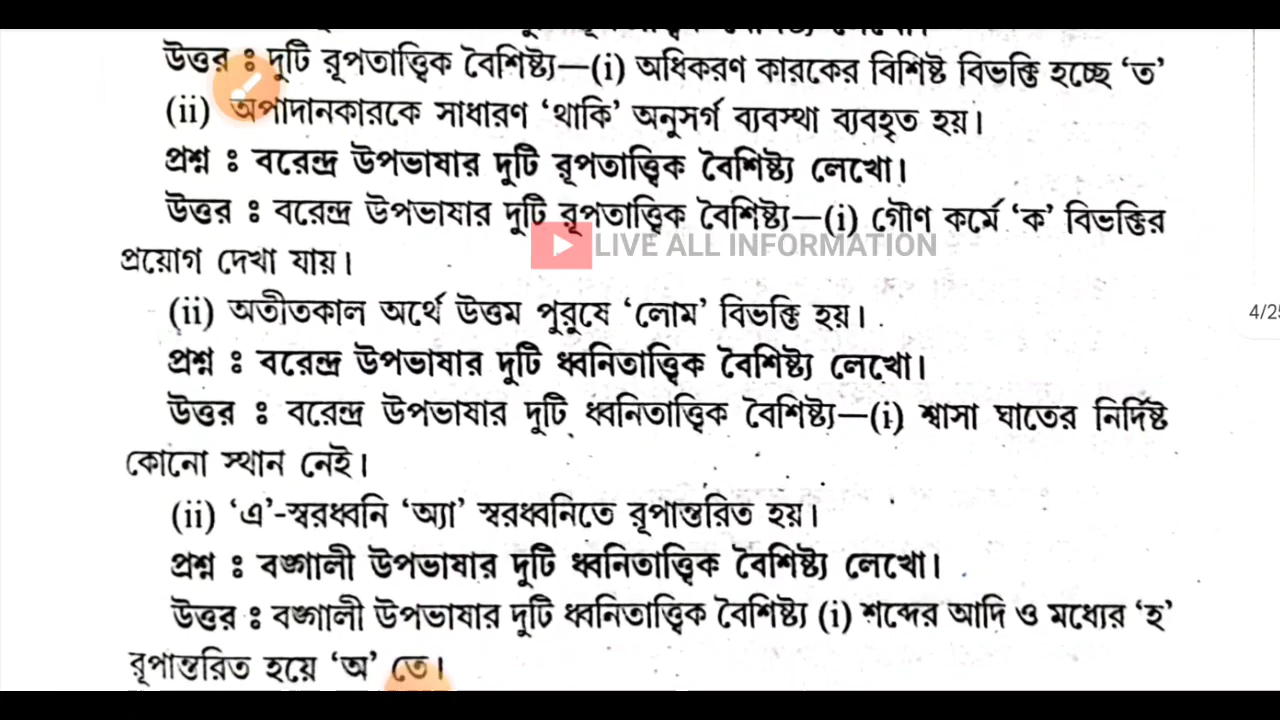 উত্তর ঃ দুটি রূপতাত্ত্বিক বৈশিষ্ট্য—(i) অধিকরণ কারকের বিশিষ্ট বিভক্তি হচ্ছে ‘ত’
(ii) অপাদানকারকে সাধারণ ‘থাকি’ অনুসর্গ ব্যবস্থা ব্যবহৃত হয়।
প্রশ্ন ঃ বরেন্দ্র উপভাষার দুটি রূপতাত্ত্বিক বৈশিষ্ট্য লেখো।
উত্তর ঃ বরেন্দ্র উপভাষার দুটি রূপতাত্ত্বিক বৈশিষ্ট্য—(i) গৌণ কর্মে ‘ক’ বিভক্তির
LIVE ALL INFORMATION
প্রয়োগ দেখা যায়।
(ii) অতীতকাল অর্থে উত্তম পুরুষে ‘লোম’ বিভক্তি হয়।
4/25
প্রশ্ন ঃ বরেন্দ্র উপভাষার দুটি ধ্বনিতাত্ত্বিক বৈশিষ্ট্য লেখো।
উত্তর ঃ বরেন্দ্র উপভাষার দুটি ধ্বনিতাত্ত্বিক বৈশিষ্ট্য—(i) শ্বাসা ঘাতের নির্দিষ্ট
কোনো স্থান নেই।
(ii) ‘এ’-স্বরধ্বনি ‘অ্যা’ স্বরধ্বনিতে রূপান্তরিত হয়।
প্রশ্ন ঃ বঙ্গালী উপভাষার দুটি ধ্বনিতাত্ত্বিক বৈশিষ্ট্য লেখো।
উত্তর ঃ বঙ্গালী উপভাষার দুটি ধ্বনিতাত্ত্বিক বৈশিষ্ট্য (i) শব্দের আদি ও মধ্যের ‘হ’
রূপান্তরিত হয়ে ‘অ’ তে।